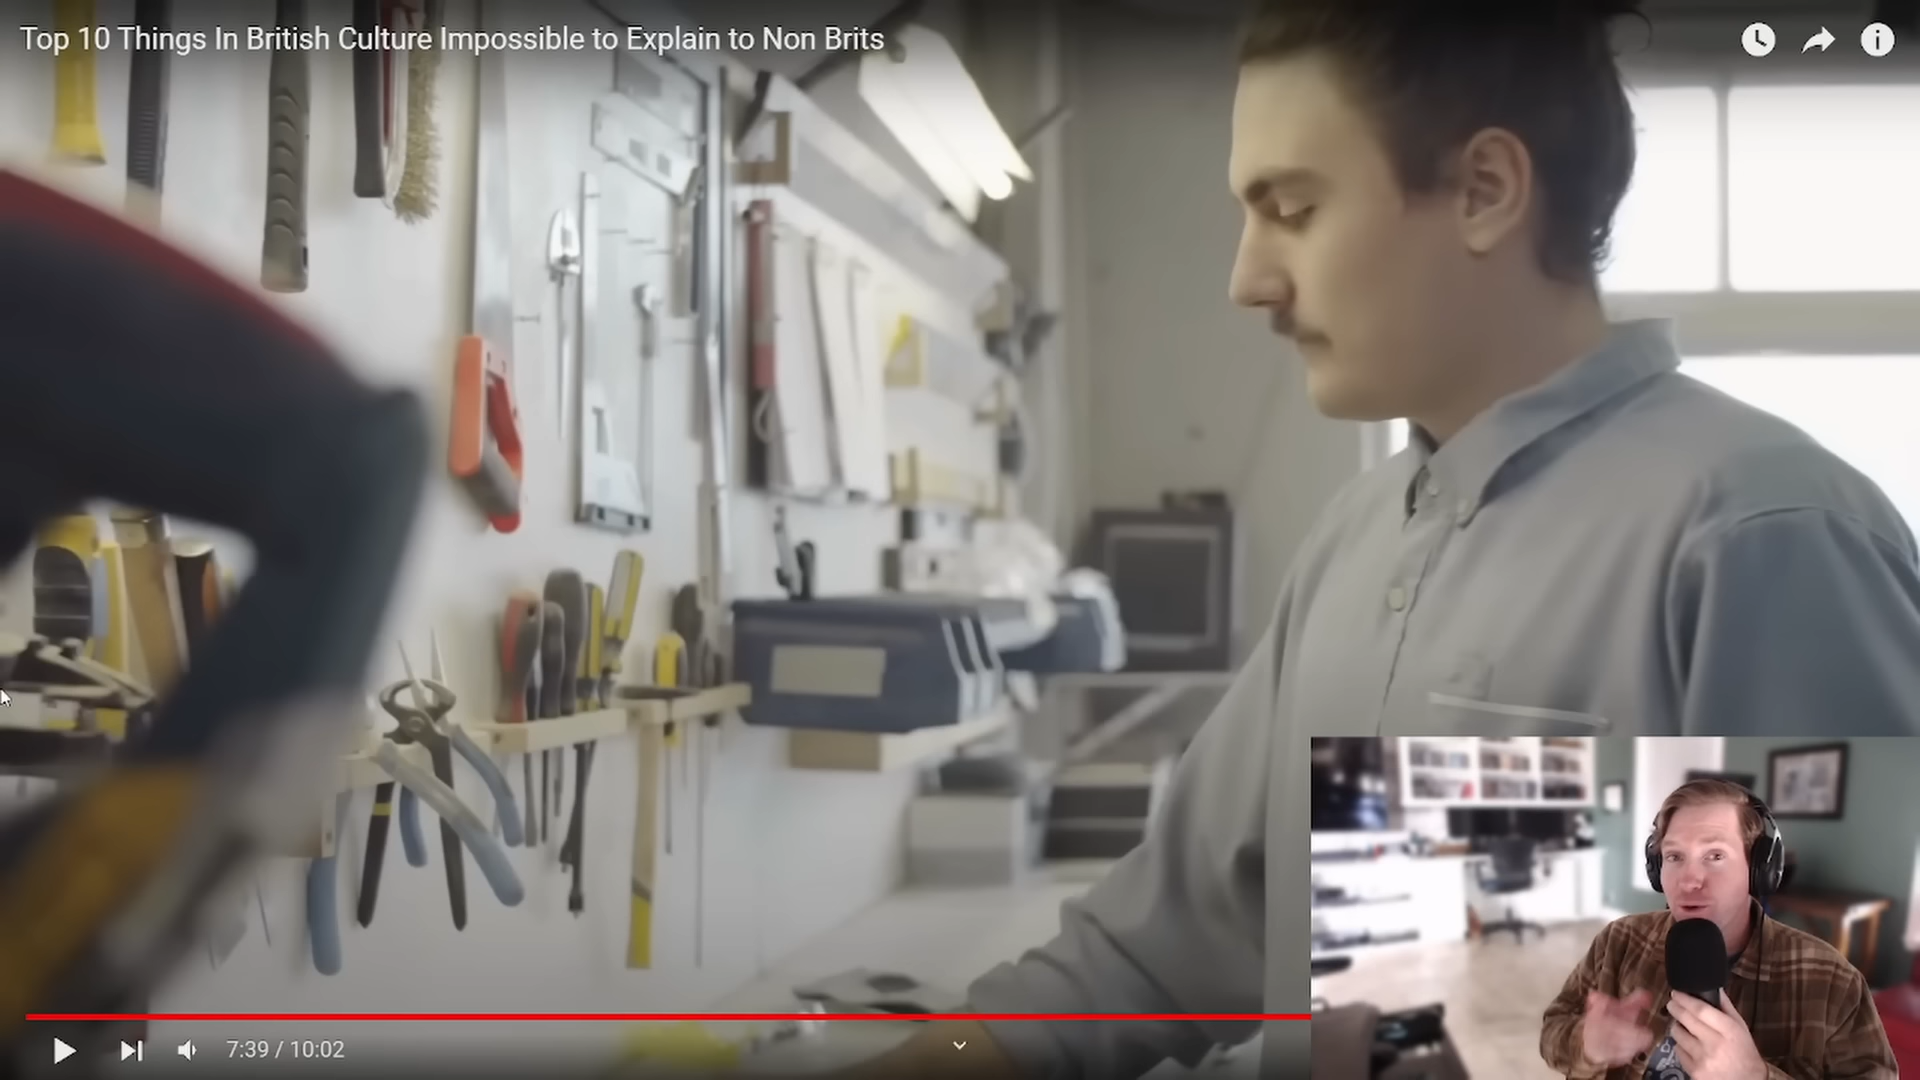 Top 10 Things In British Culture Impossible to Explain to Non Brits
7:39 / 10:02